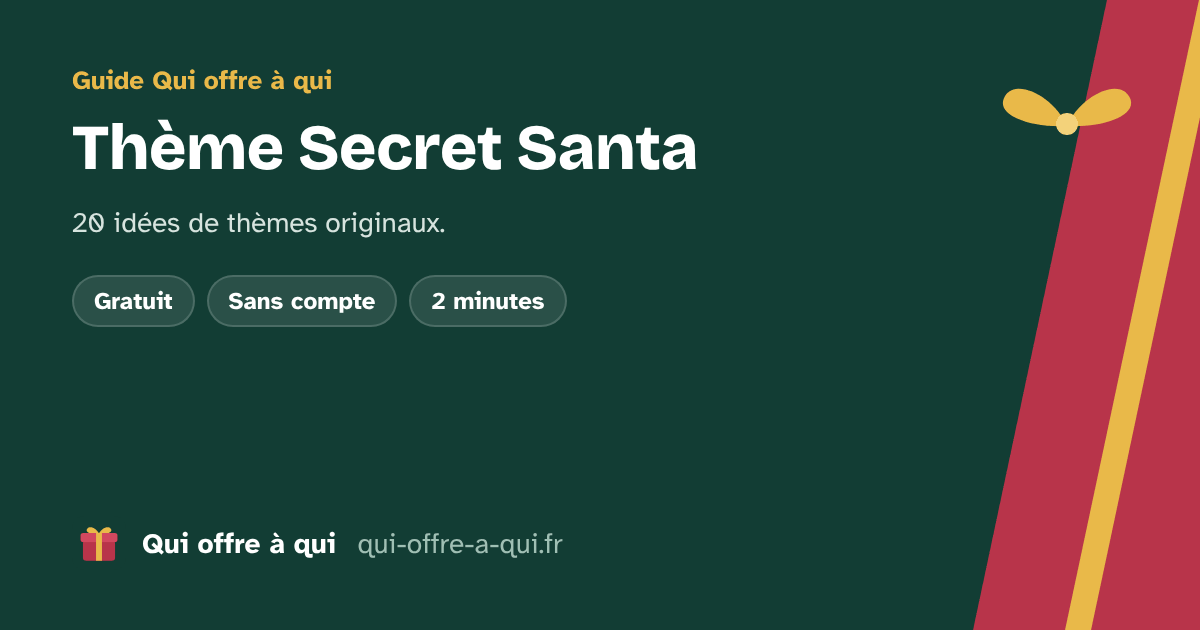 Guide Qui offre à qui
Thème Secret Santa
20 idées de thèmes originaux.
Gratuit Sans compte 2 minutes
Qui offre à qui qui-offre-a-qui.fr